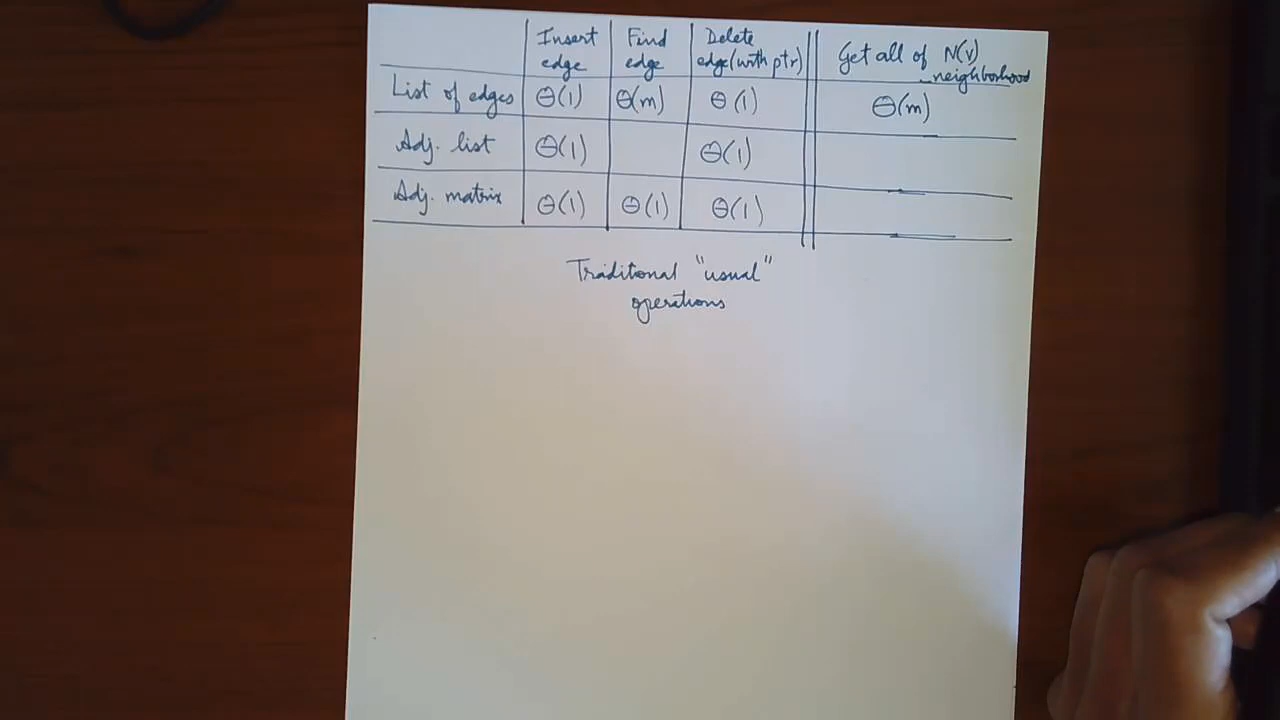 Insert edge | Find edge | Delete edge (with ptr) | Get all of N(v) neighborhood
List of edges | Θ(1) | Θ(m) | Θ(1) | Θ(m)
Adj. list | Θ(1) | | Θ(1) |
Adj. matrix | Θ(1) | Θ(1) | Θ(1) |
Traditional "usual"
operations